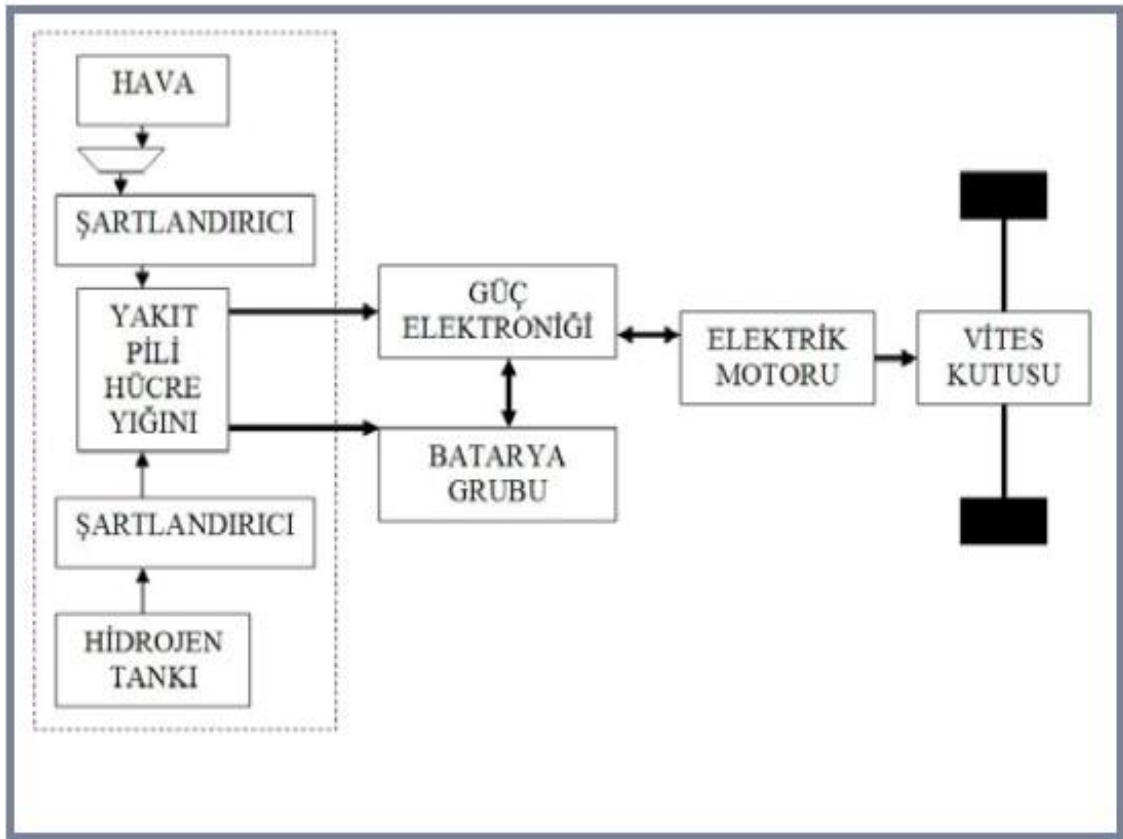 HAVA
ŞARTLANDIRICI
YAKIT
PİLİ
HÜCRE
YIĞINI
ŞARTLANDIRICI
HİDROJEN
TANKI
GÜÇ
ELEKTRONİĞİ
BATARYA
GRUBU
ELEKTRİK
MOTORU
VİTES
KUTUSU